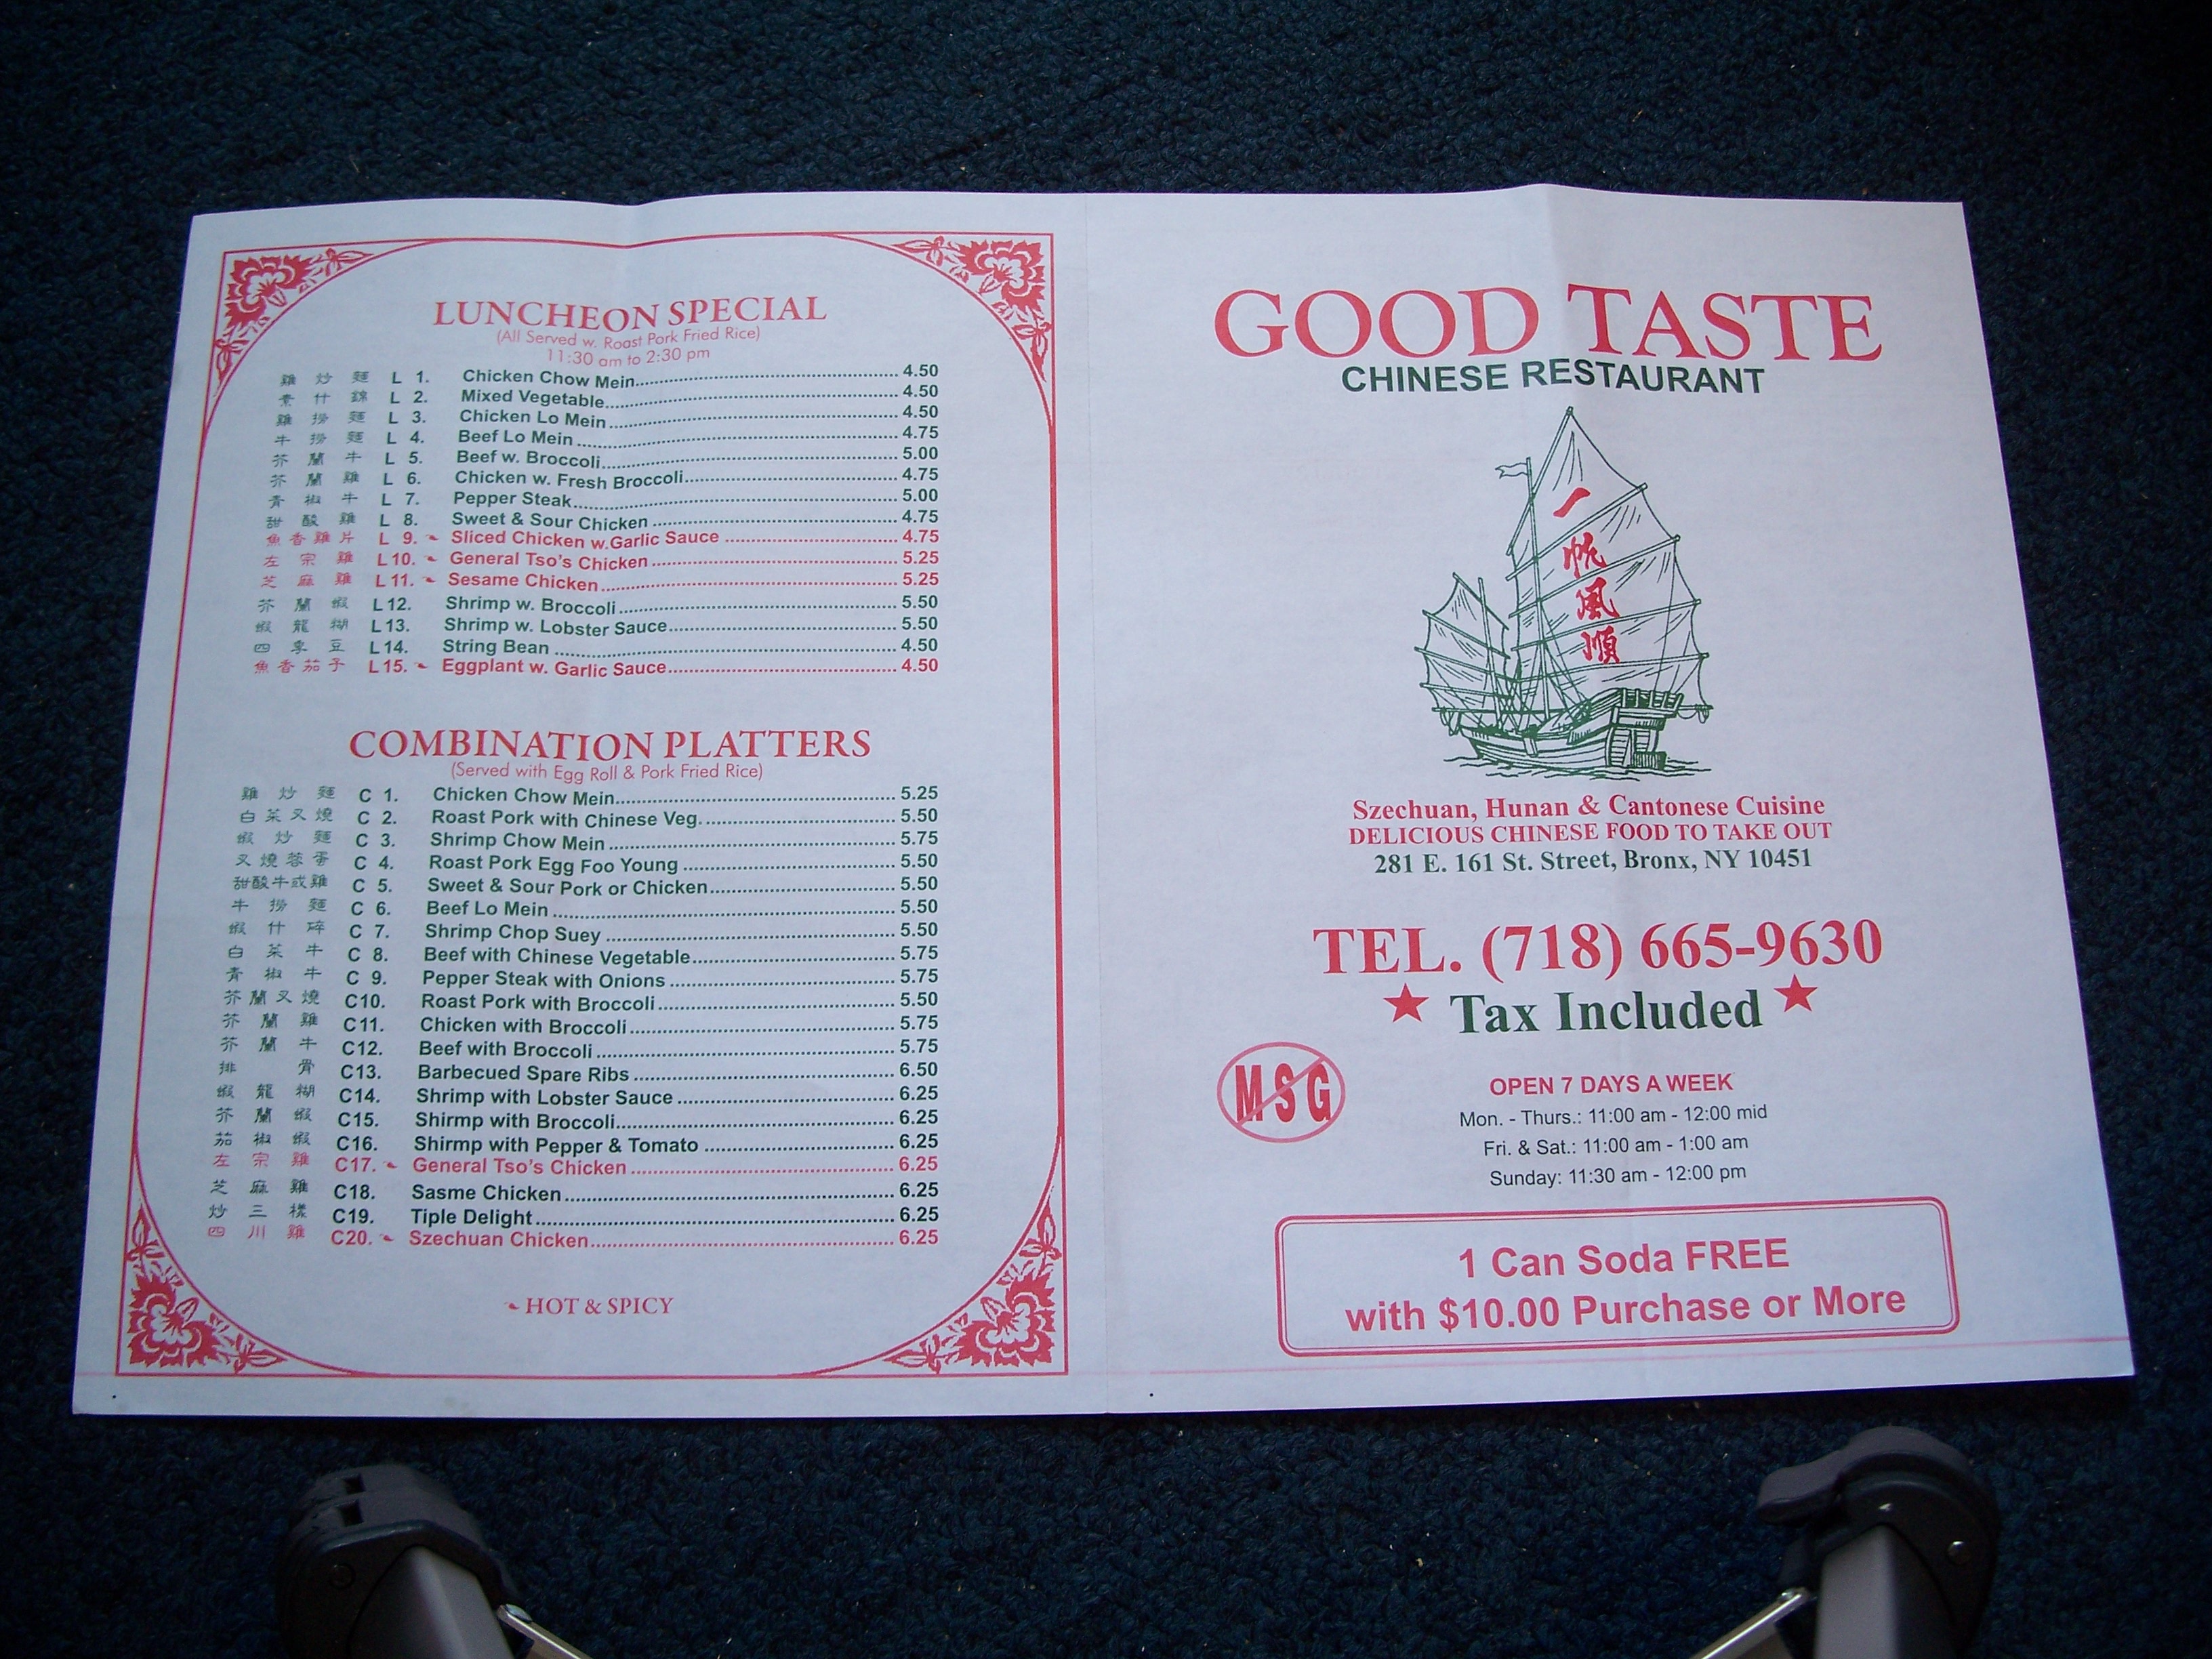 LUNCHEON SPECIAL
(All Served w. Roast Pork Fried Rice)
11:30 am to 2:30 pm
雞炒麵 L 1. Chicken Chow Mein 4.50
素什錦 L 2. Mixed Vegetable 4.50
雞撈麵 L 3. Chicken Lo Mein 4.50
牛撈麵 L 4. Beef Lo Mein 4.75
芥蘭牛 L 5. Beef w. Broccoli 5.00
芥蘭雞 L 6. Chicken w. Fresh Broccoli 4.75
青椒牛 L 7. Pepper Steak 5.00
甜酸雞 L 8. Sweet & Sour Chicken 4.75
魚香雞片 L 9. Sliced Chicken w.Garlic Sauce 4.75
左宗雞 L10. General Tso's Chicken 5.25
芝麻雞 L11. Sesame Chicken 5.25
芥蘭蝦 L12. Shrimp w. Broccoli 5.50
蝦龍糊 L13. Shrimp w. Lobster Sauce 5.50
四季豆 L14. String Bean 4.50
魚香茄子 L15. Eggplant w. Garlic Sauce 4.50
COMBINATION PLATTERS
(Served with Egg Roll & Pork Fried Rice)
雞炒麵 C 1. Chicken Chow Mein 5.25
白菜叉燒 C 2. Roast Pork with Chinese Veg. 5.50
蝦炒麵 C 3. Shrimp Chow Mein 5.75
叉燒蓉蛋 C 4. Roast Pork Egg Foo Young 5.50
甜酸牛或雞 C 5. Sweet & Sour Pork or Chicken 5.50
牛撈麵 C 6. Beef Lo Mein 5.50
蝦什碎 C 7. Shrimp Chop Suey 5.50
白菜牛 C 8. Beef with Chinese Vegetable 5.75
青椒牛 C 9. Pepper Steak with Onions 5.75
芥蘭叉燒 C10. Roast Pork with Broccoli 5.50
芥蘭雞 C11. Chicken with Broccoli 5.75
芥蘭牛 C12. Beef with Broccoli 5.75
排骨 C13. Barbecued Spare Ribs 6.50
蝦龍糊 C14. Shrimp with Lobster Sauce 6.25
芥蘭蝦 C15. Shirmp with Broccoli 6.25
茄椒蝦 C16. Shirmp with Pepper & Tomato 6.25
左宗雞 C17. General Tso's Chicken 6.25
芝麻雞 C18. Sasme Chicken 6.25
炒三樣 C19. Tiple Delight 6.25
四川雞 C20. Szechuan Chicken 6.25
HOT & SPICY
GOOD TASTE
CHINESE RESTAURANT
一帆風順
Szechuan, Hunan & Cantonese Cuisine
DELICIOUS CHINESE FOOD TO TAKE OUT
281 E. 161 St. Street, Bronx, NY 10451
TEL. (718) 665-9630
★ Tax Included ★
MSG
OPEN 7 DAYS A WEEK
Mon. - Thurs.: 11:00 am - 12:00 mid
Fri. & Sat.: 11:00 am - 1:00 am
Sunday: 11:30 am - 12:00 pm
1 Can Soda FREE
with $10.00 Purchase or More